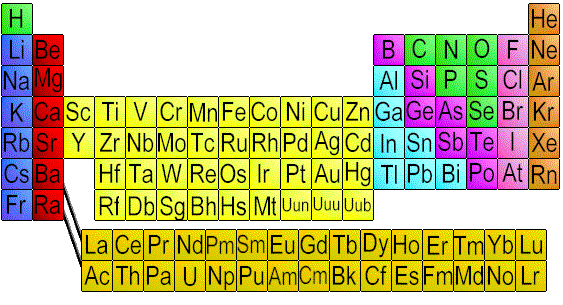 H He
Li Be B C N O F Ne
Na Mg Al Si P S Cl Ar
K Ca Sc Ti V Cr Mn Fe Co Ni Cu Zn Ga Ge As Se Br Kr
Rb Sr Y Zr Nb Mo Tc Ru Rh Pd Ag Cd In Sn Sb Te I Xe
Cs Ba Hf Ta W Re Os Ir Pt Au Hg Tl Pb Bi Po At Rn
Fr Ra Rf Db Sg Bh Hs Mt Uun Uuu Uub
La Ce Pr Nd Pm Sm Eu Gd Tb Dy Ho Er Tm Yb Lu
Ac Th Pa U Np Pu Am Cm Bk Cf Es Fm Md No Lr